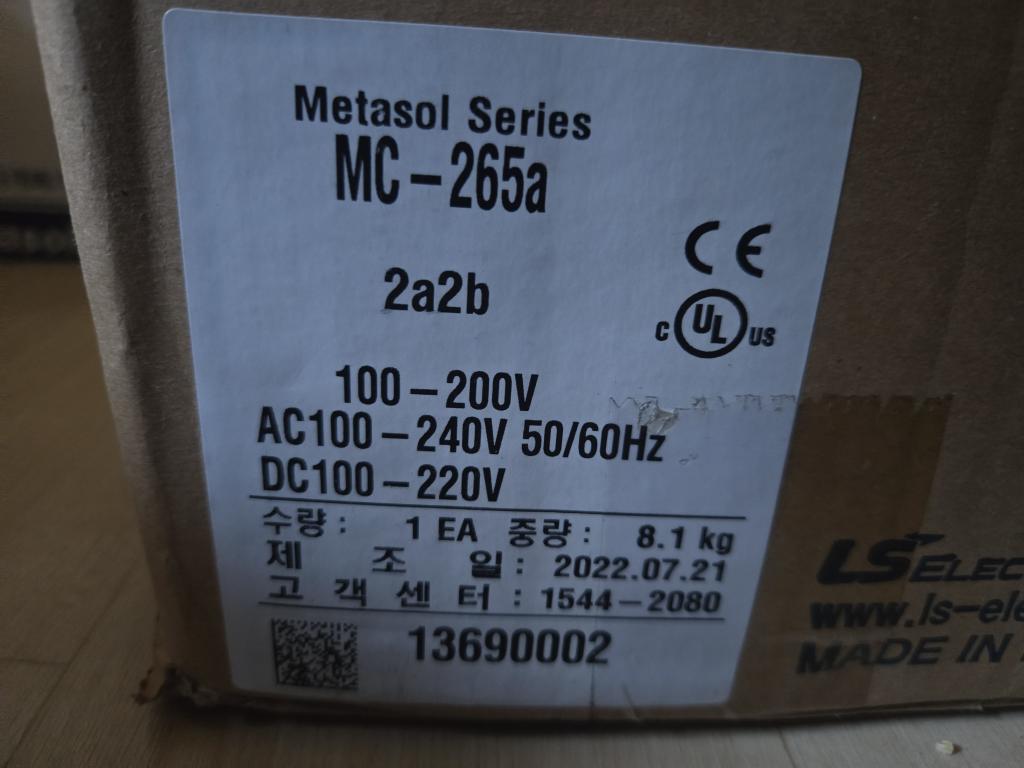 Metasol Series
MC-265a
2a2b
CE
C UL US
100-200V
AC100-240V 50/60Hz
DC100-220V
수량: 1 EA 중량: 8.1 kg
제 조 일: 2022.07.21
고객센터: 1544-2080
13690002
LS ELEC
www.ls-ele
MADE IN